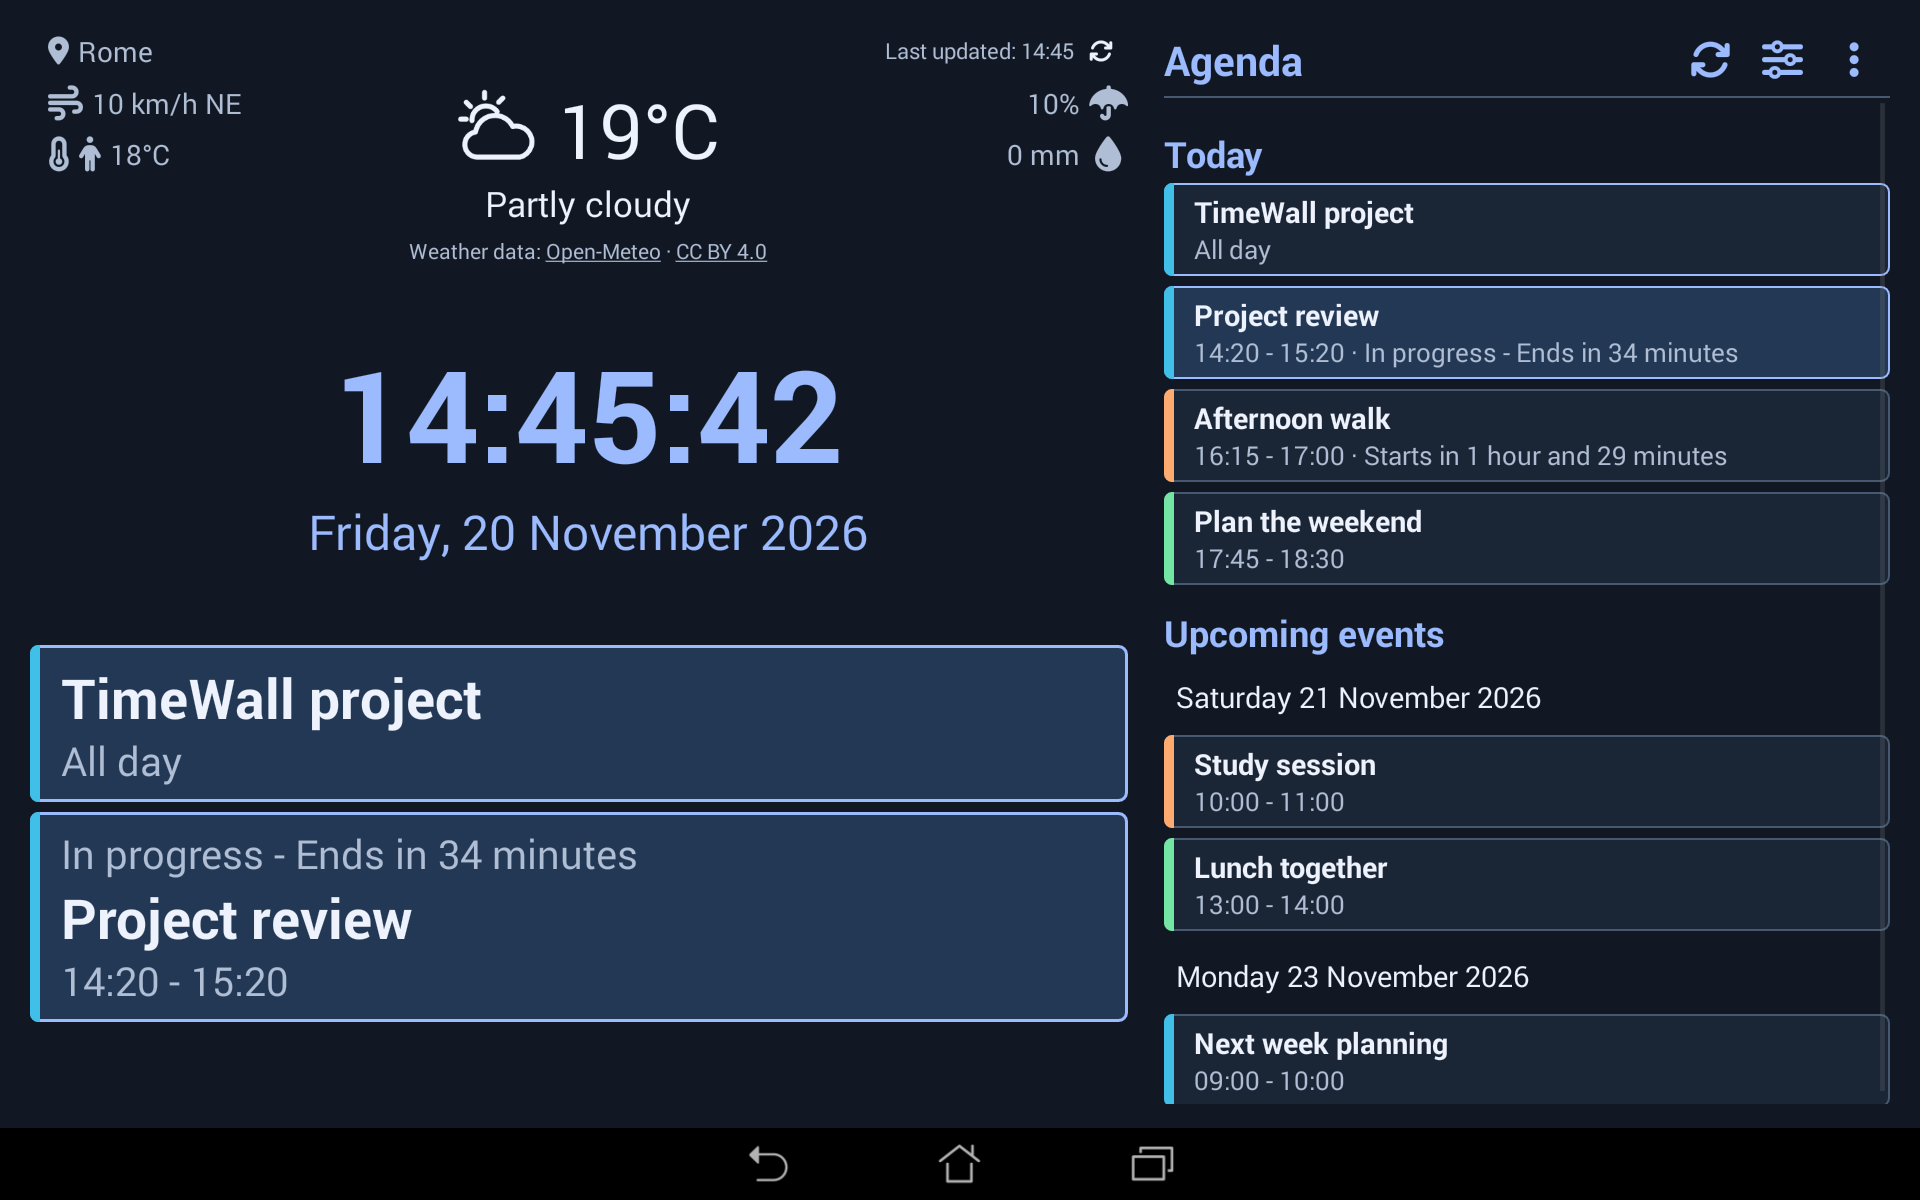 Rome
10 km/h NE
18°C
19°C
Partly cloudy
Weather data: Open-Meteo · CC BY 4.0
Last updated: 14:45
10%
0 mm
14:45:42
Friday, 20 November 2026
TimeWall project
All day
In progress - Ends in 34 minutes
Project review
14:20 - 15:20
Agenda
Today
TimeWall project
All day
Project review
14:20 - 15:20 · In progress - Ends in 34 minutes
Afternoon walk
16:15 - 17:00 · Starts in 1 hour and 29 minutes
Plan the weekend
17:45 - 18:30
Upcoming events
Saturday 21 November 2026
Study session
10:00 - 11:00
Lunch together
13:00 - 14:00
Monday 23 November 2026
Next week planning
09:00 - 10:00